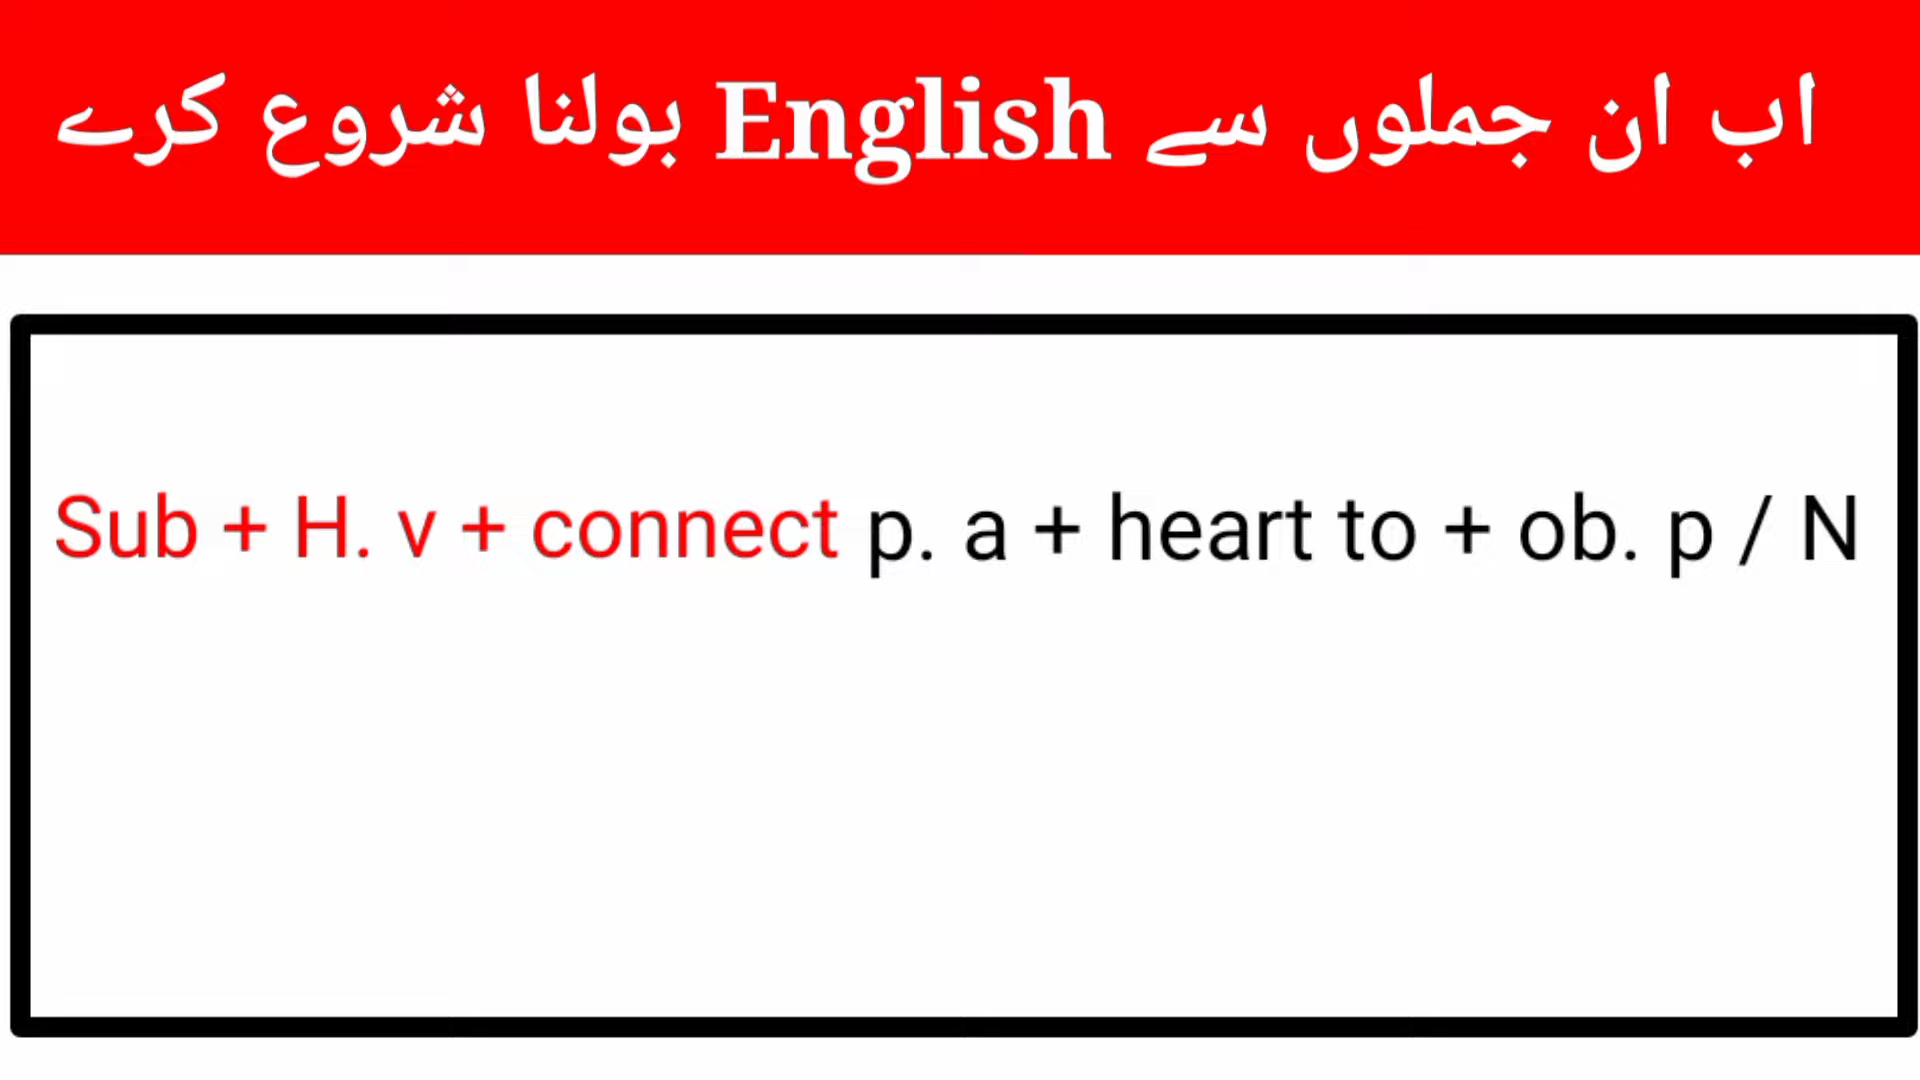 اب ان جملوں سے English بولنا شروع کرے
Sub + H. v + connect p. a + heart to + ob. p / N